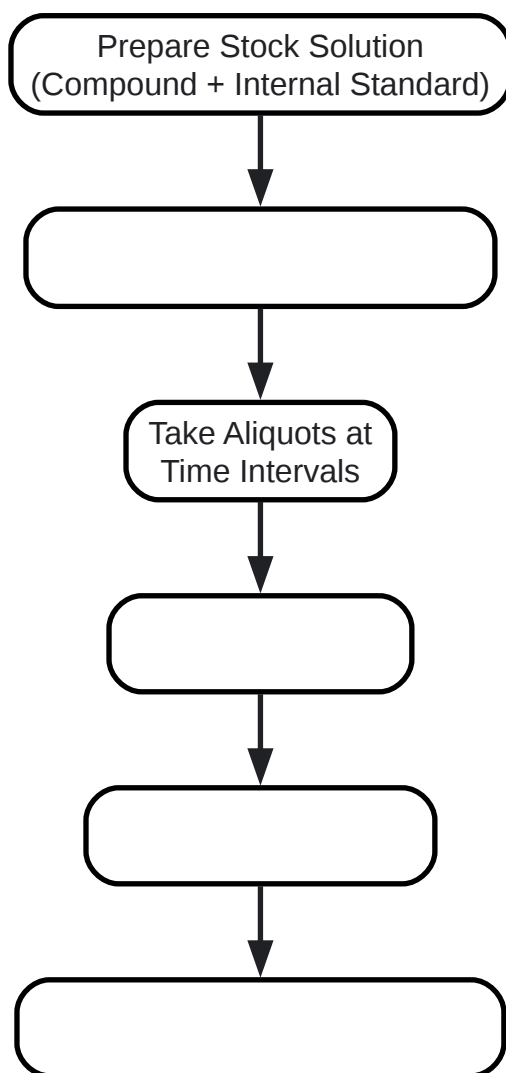 Prepare Stock Solution
(Compound + Internal Standard)
Take Aliquots at
Time Intervals